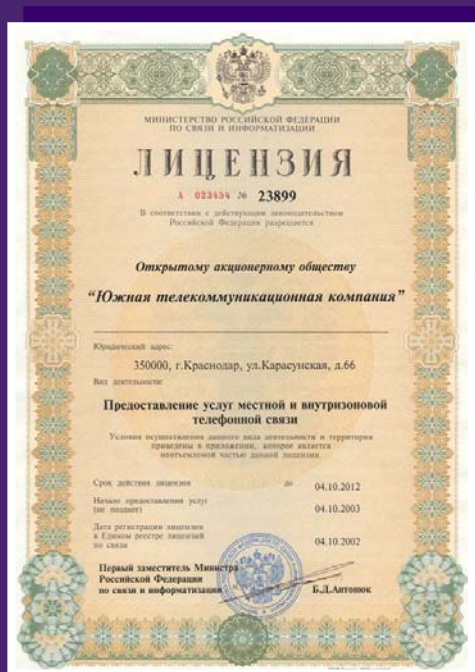 МИНИСТЕРСТВО РОССИЙСКОЙ ФЕДЕРАЦИИ
ПО СВЯЗИ И ИНФОРМАТИЗАЦИИ
ЛИЦЕНЗИЯ
А 023454 № 23899
В соответствии с действующим законодательством
Российской Федерации разрешается
Открытому акционерному обществу
“Южная телекоммуникационная компания”
Юридический адрес:
350000, г.Краснодар, ул.Карасунская, д.66
Вид деятельности:
Предоставление услуг местной и внутризоновой
телефонной связи
Условия осуществления данного вида деятельности и территория
приведены в приложении, которое является
неотъемлемой частью данной лицензии.
Срок действия лицензии до 04.10.2012
Начало предоставления услуг
(не позднее) 04.10.2003
Дата регистрации лицензии
в Едином реестре лицензий
по связи 04.10.2002
Первый заместитель Министра
Российской Федерации
по связи и информатизации Б.Д.Антонюк